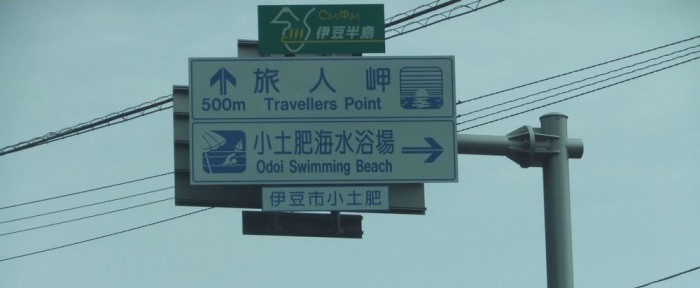 伊豆半島
旅人岬
500m Travellers Point
小土肥海水浴場
Odoi Swimming Beach
伊豆市小土肥